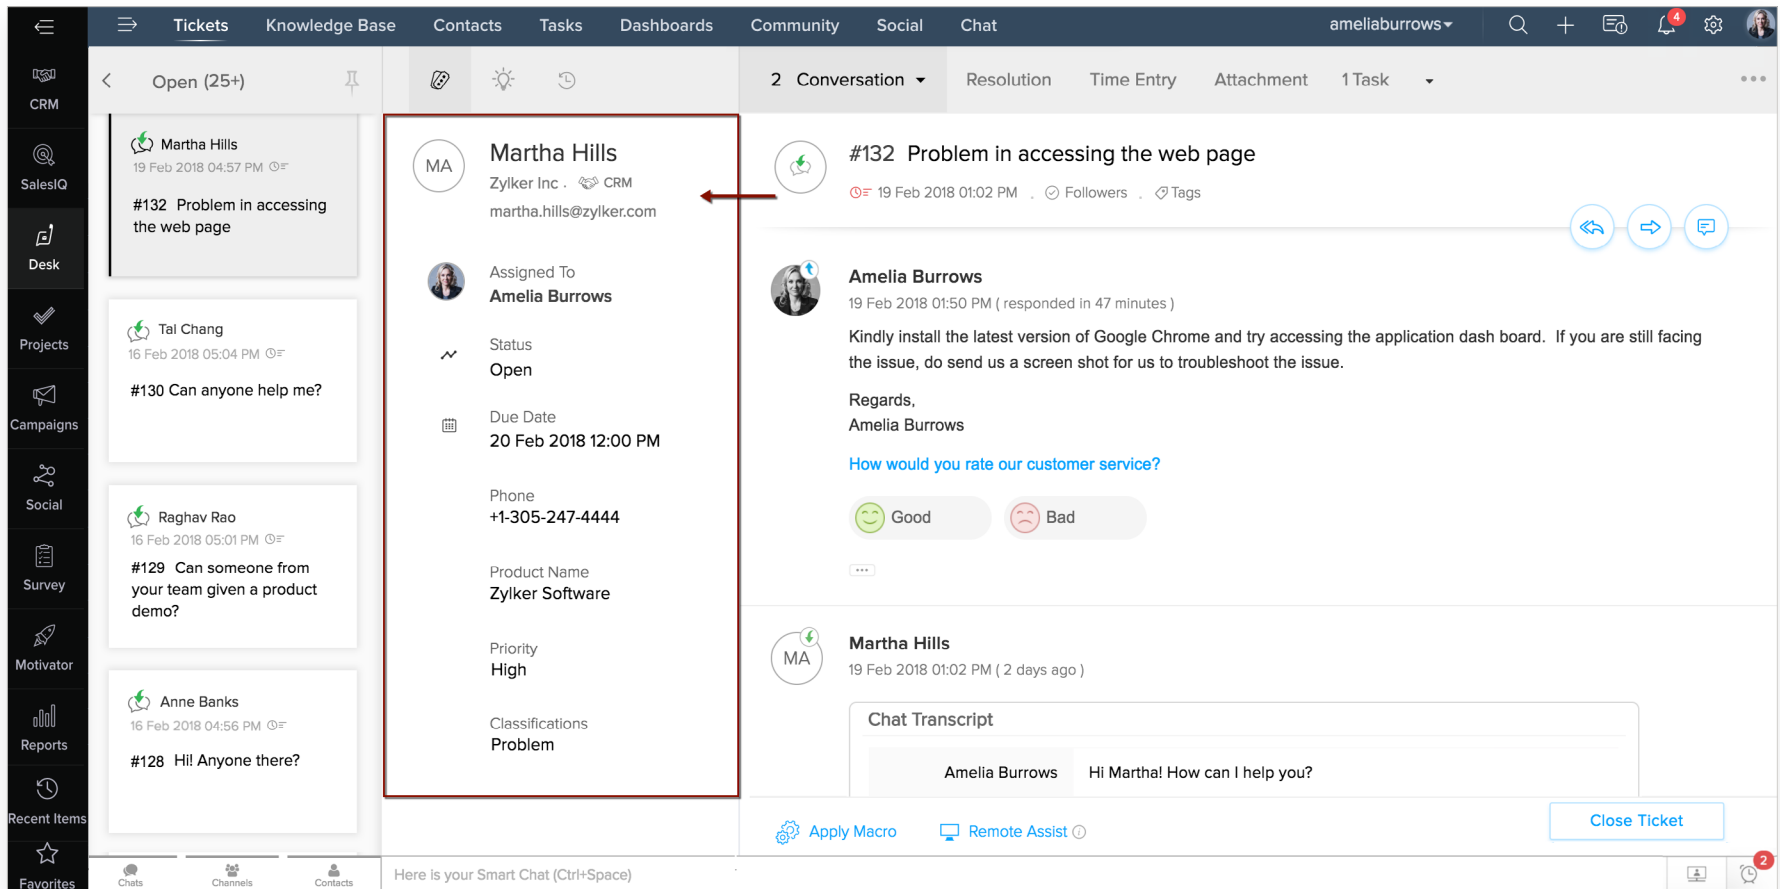 Tickets Knowledge Base Contacts Tasks Dashboards Community Social Chat ameliaburrows 4
CRM
SalesIQ
Desk
Projects
Campaigns
Social
Survey
Motivator
Reports
Recent Items
Favorites
Open (25+)
Martha Hills
19 Feb 2018 04:57 PM
#132 Problem in accessing
the web page
Tai Chang
16 Feb 2018 05:04 PM
#130 Can anyone help me?
Raghav Rao
16 Feb 2018 05:01 PM
#129 Can someone from
your team given a product
demo?
Anne Banks
16 Feb 2018 04:56 PM
#128 Hi! Anyone there?
Chats Channels Contacts
MA
Martha Hills
Zylker Inc . CRM
martha.hills@zylker.com
Assigned To
Amelia Burrows
Status
Open
Due Date
20 Feb 2018 12:00 PM
Phone
+1-305-247-4444
Product Name
Zylker Software
Priority
High
Classifications
Problem
2 Conversation Resolution Time Entry Attachment 1 Task
#132 Problem in accessing the web page
19 Feb 2018 01:02 PM . Followers . Tags
Amelia Burrows
19 Feb 2018 01:50 PM ( responded in 47 minutes )
Kindly install the latest version of Google Chrome and try accessing the application dash board. If you are still facing
the issue, do send us a screen shot for us to troubleshoot the issue.
Regards,
Amelia Burrows
How would you rate our customer service?
Good Bad
MA
Martha Hills
19 Feb 2018 01:02 PM ( 2 days ago )
Chat Transcript
Amelia Burrows Hi Martha! How can I help you?
Apply Macro Remote Assist Close Ticket
Here is your Smart Chat (Ctrl+Space) 2